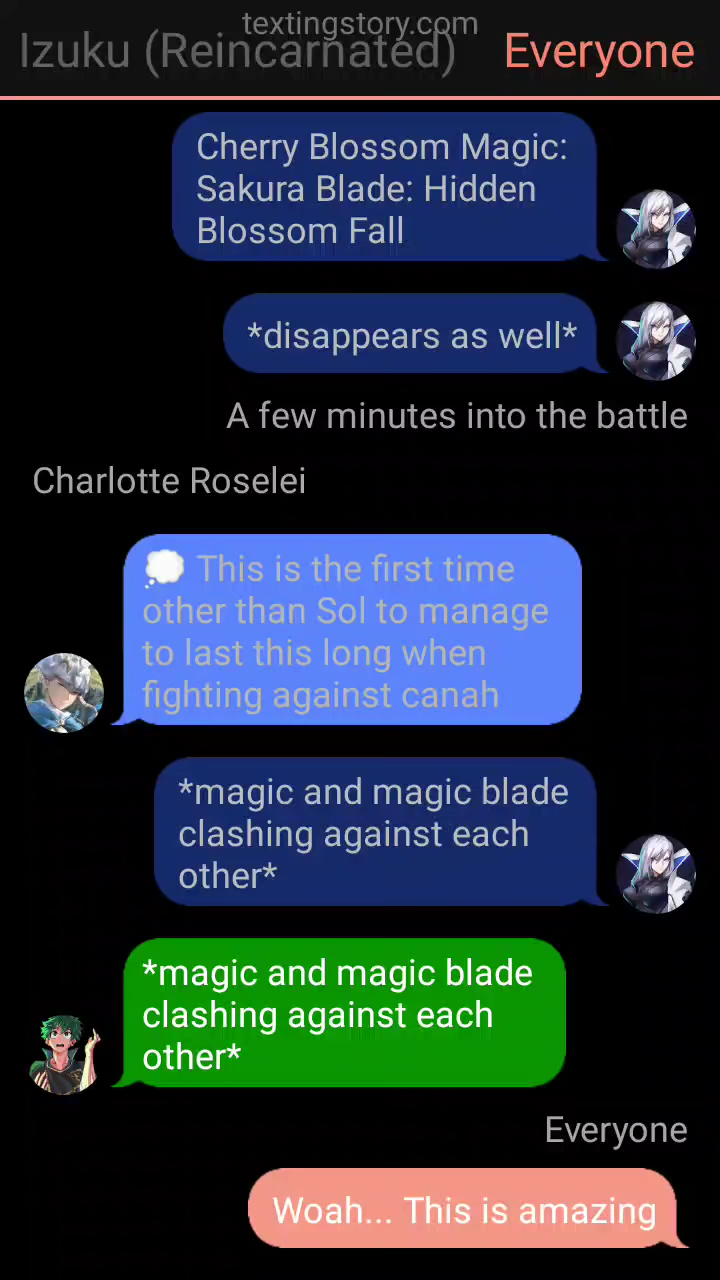 textingstory.com
Izuku (Reincarnated) Everyone
Cherry Blossom Magic:
Sakura Blade: Hidden
Blossom Fall
*disappears as well*
A few minutes into the battle
Charlotte Roselei
💭 This is the first time
other than Sol to manage
to last this long when
fighting against canah
*magic and magic blade
clashing against each
other*
*magic and magic blade
clashing against each
other*
Everyone
Woah... This is amazing